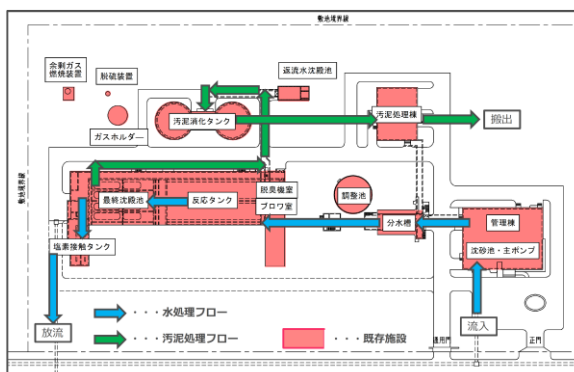 敷地境界線
余剰ガス
燃焼装置
脱硫装置
返流水沈殿池
ガスホルダー
汚泥消化タンク
汚泥処理棟
搬出
敷地境界線
最終沈殿池
反応タンク
脱臭機室
ブロワ室
調整池
分水槽
管理棟
沈砂池・主ポンプ
塩素接触タンク
放流
・・・水処理フロー
・・・汚泥処理フロー
・・・既存施設
流入
通用門
正門